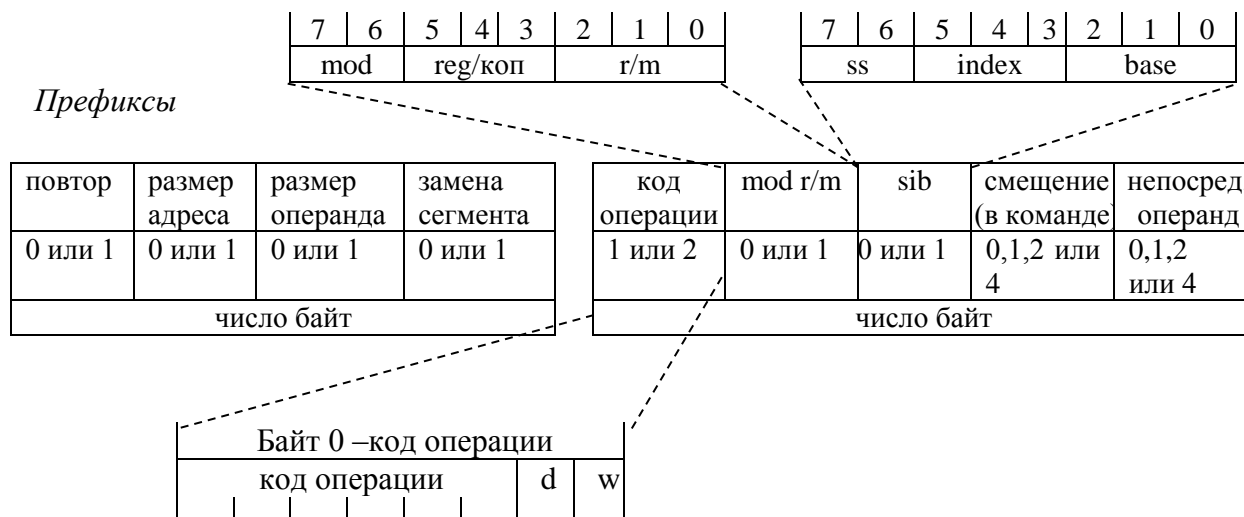 7 6 5 4 3 2 1 0 7 6 5 4 3 2 1 0
mod reg/коп r/m ss index base
Префиксы
повтор размер размер замена код mod r/m sib смещение непосред
адреса операнда сегмента операции (в команде) операнд
0 или 1 0 или 1 0 или 1 0 или 1 1 или 2 0 или 1 0 или 1 0,1,2 или 0,1,2
4 или 4
число байт число байт
Байт 0 –код операции
код операции d w